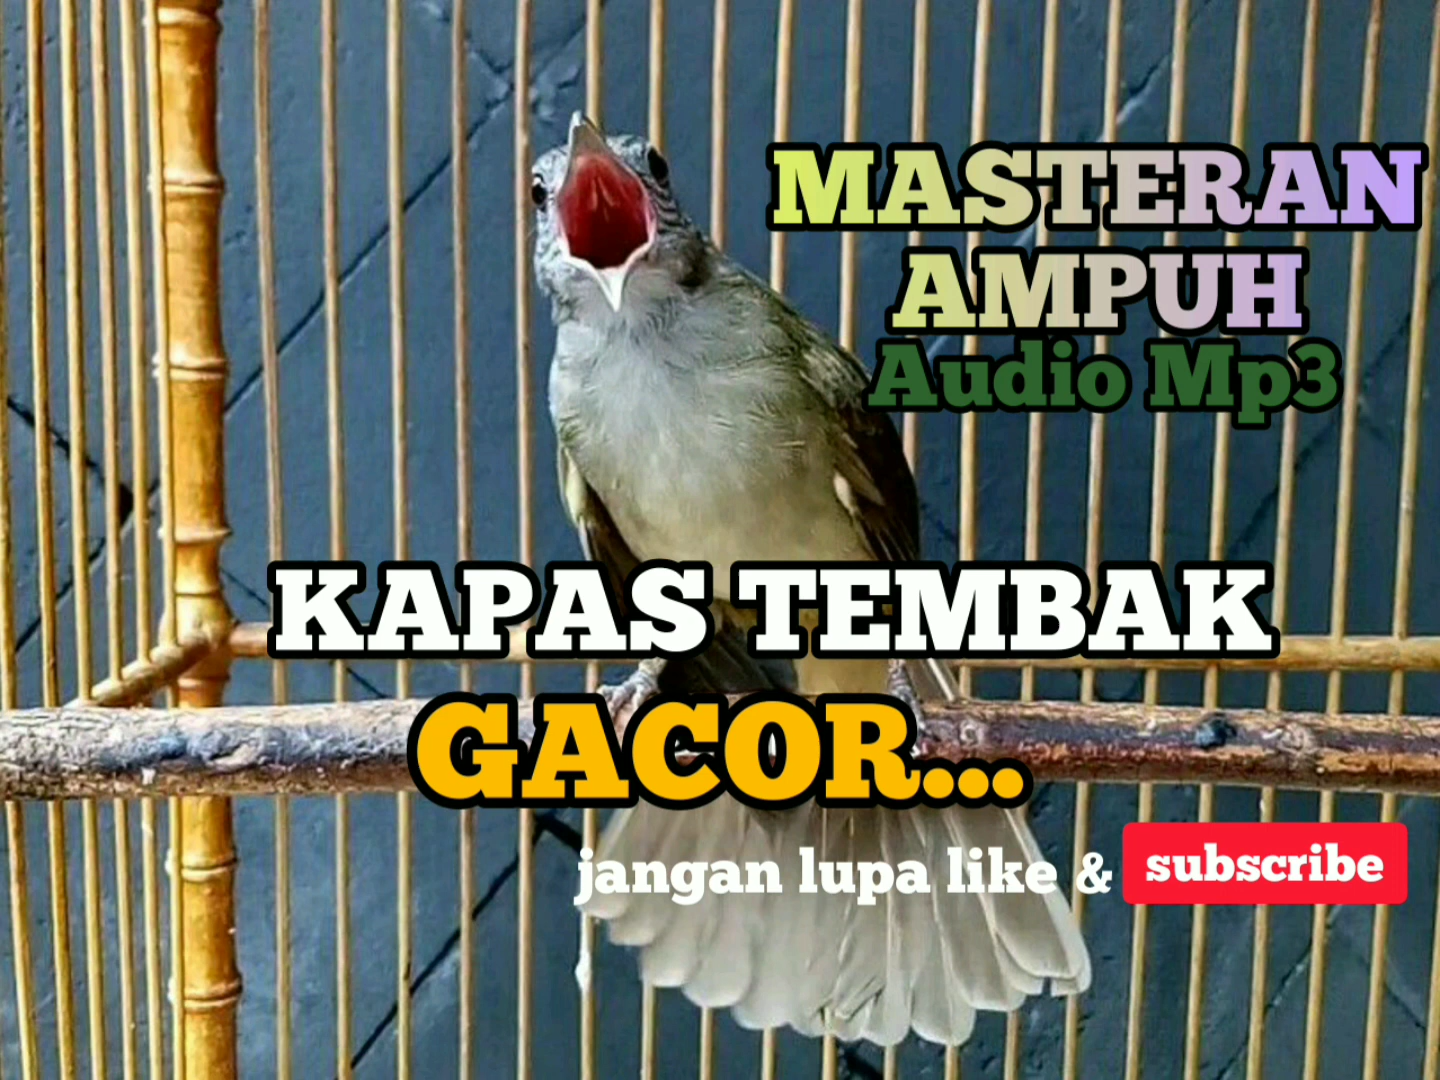 MASTERAN
AMPUH
Audio Mp3
KAPAS TEMBAK
GACOR...
jangan lupa like & subscribe